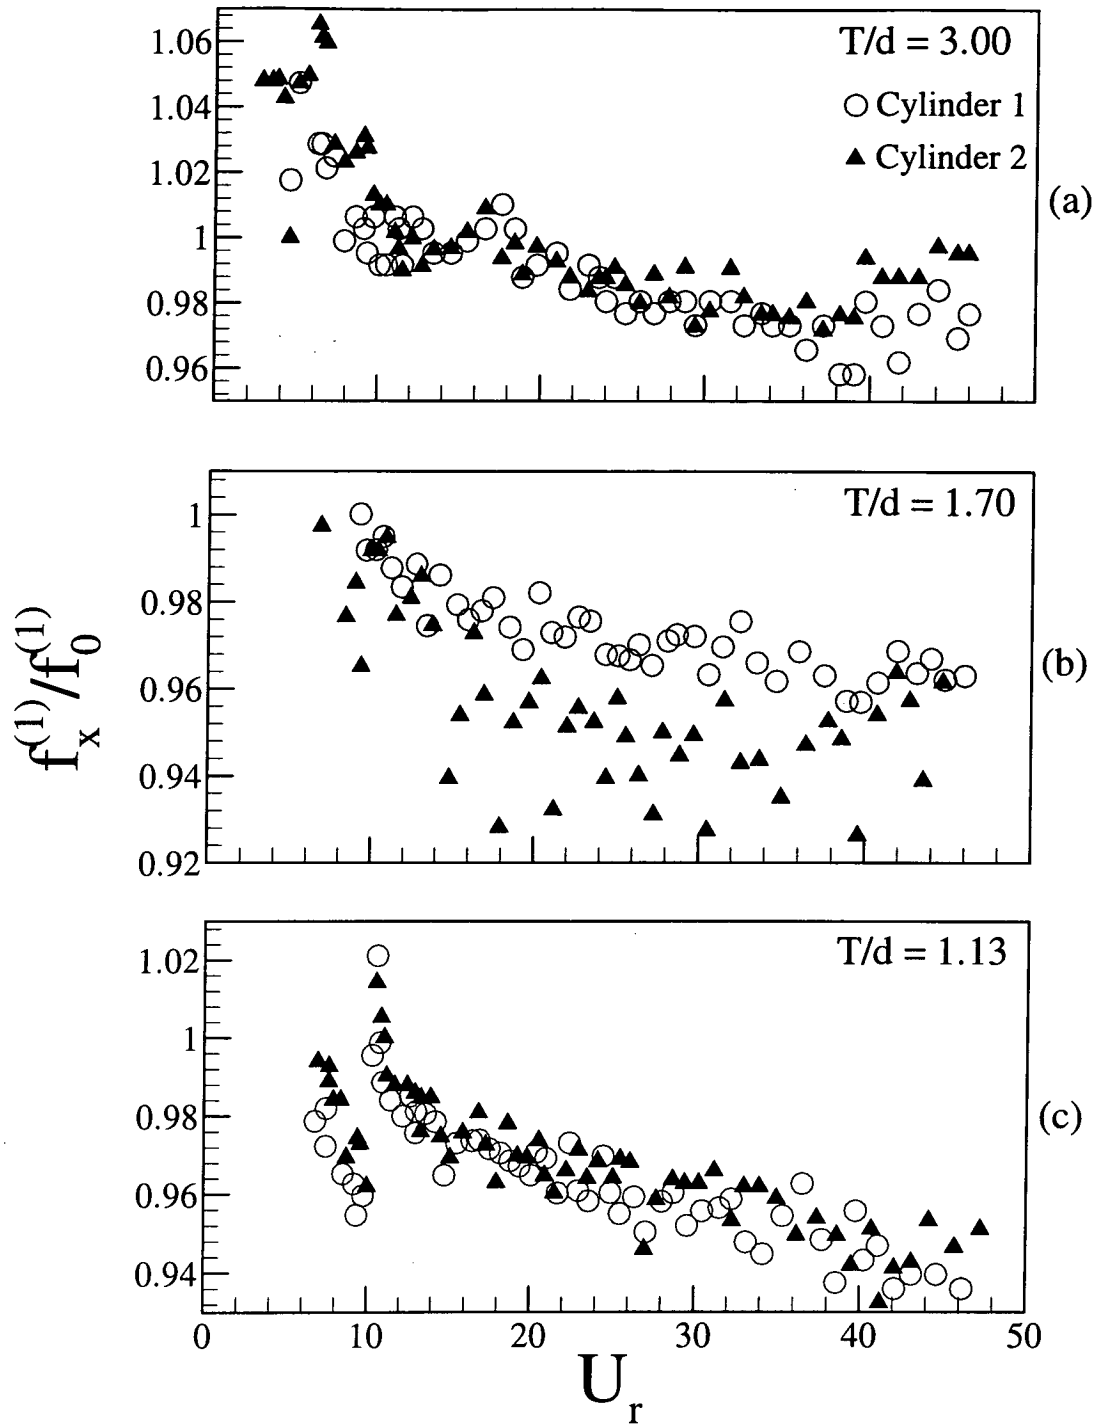 T/d = 3.00
Cylinder 1
Cylinder 2
1.06
1.04
1.02
1
0.98
0.96
(a)
T/d = 1.70
1
0.98
0.96
0.94
0.92
(b)
f_x^(1)/f_0^(1)
T/d = 1.13
1.02
1
0.98
0.96
0.94
(c)
0 10 20 30 40 50
U_r